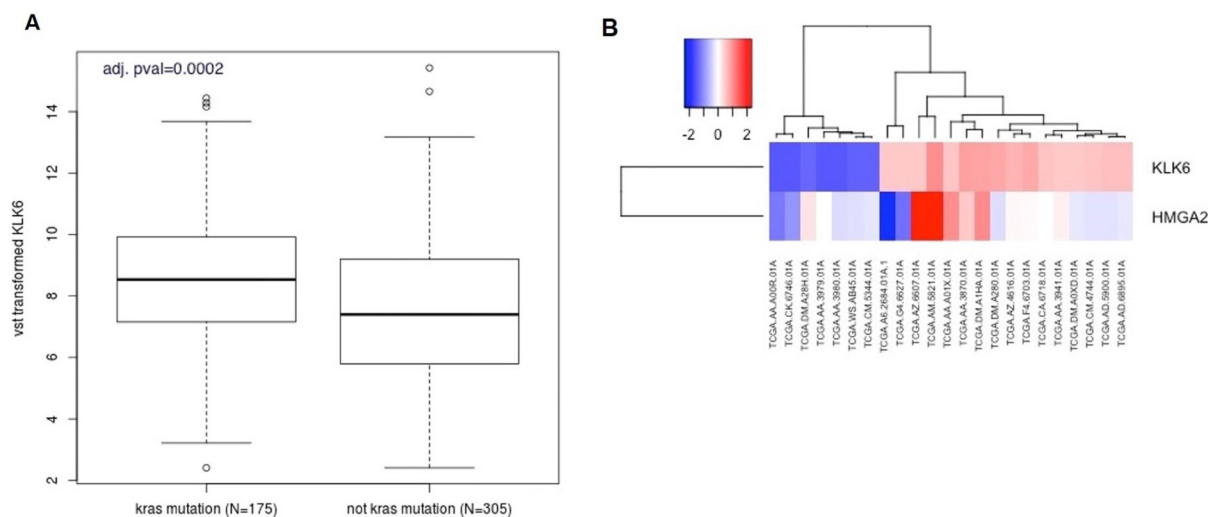 A
adj. pval=0.0002
vst transformed KLK6
14
12
10
8
6
4
2
kras mutation (N=175)
not kras mutation (N=305)
B
-2 0 2
KLK6
HMGA2
TCGA.AA.A00R.01A
TCGA.CK.6746.01A
TCGA.DM.A28H.01A
TCGA.AA.3979.01A
TCGA.AA.3980.01A
TCGA.WS.AB45.01A
TCGA.CM.5344.01A
TCGA.A6.2684.01A.1
TCGA.G4.6627.01A
TCGA.AZ.6607.01A
TCGA.AM.5821.01A
TCGA.AA.A01X.01A
TCGA.AA.3870.01A
TCGA.DM.A1HA.01A
TCGA.DM.A280.01A
TCGA.AZ.4616.01A
TCGA.F4.6703.01A
TCGA.CA.6718.01A
TCGA.AA.3941.01A
TCGA.DM.A0XD.01A
TCGA.CM.4744.01A
TCGA.AD.5900.01A
TCGA.AD.6895.01A